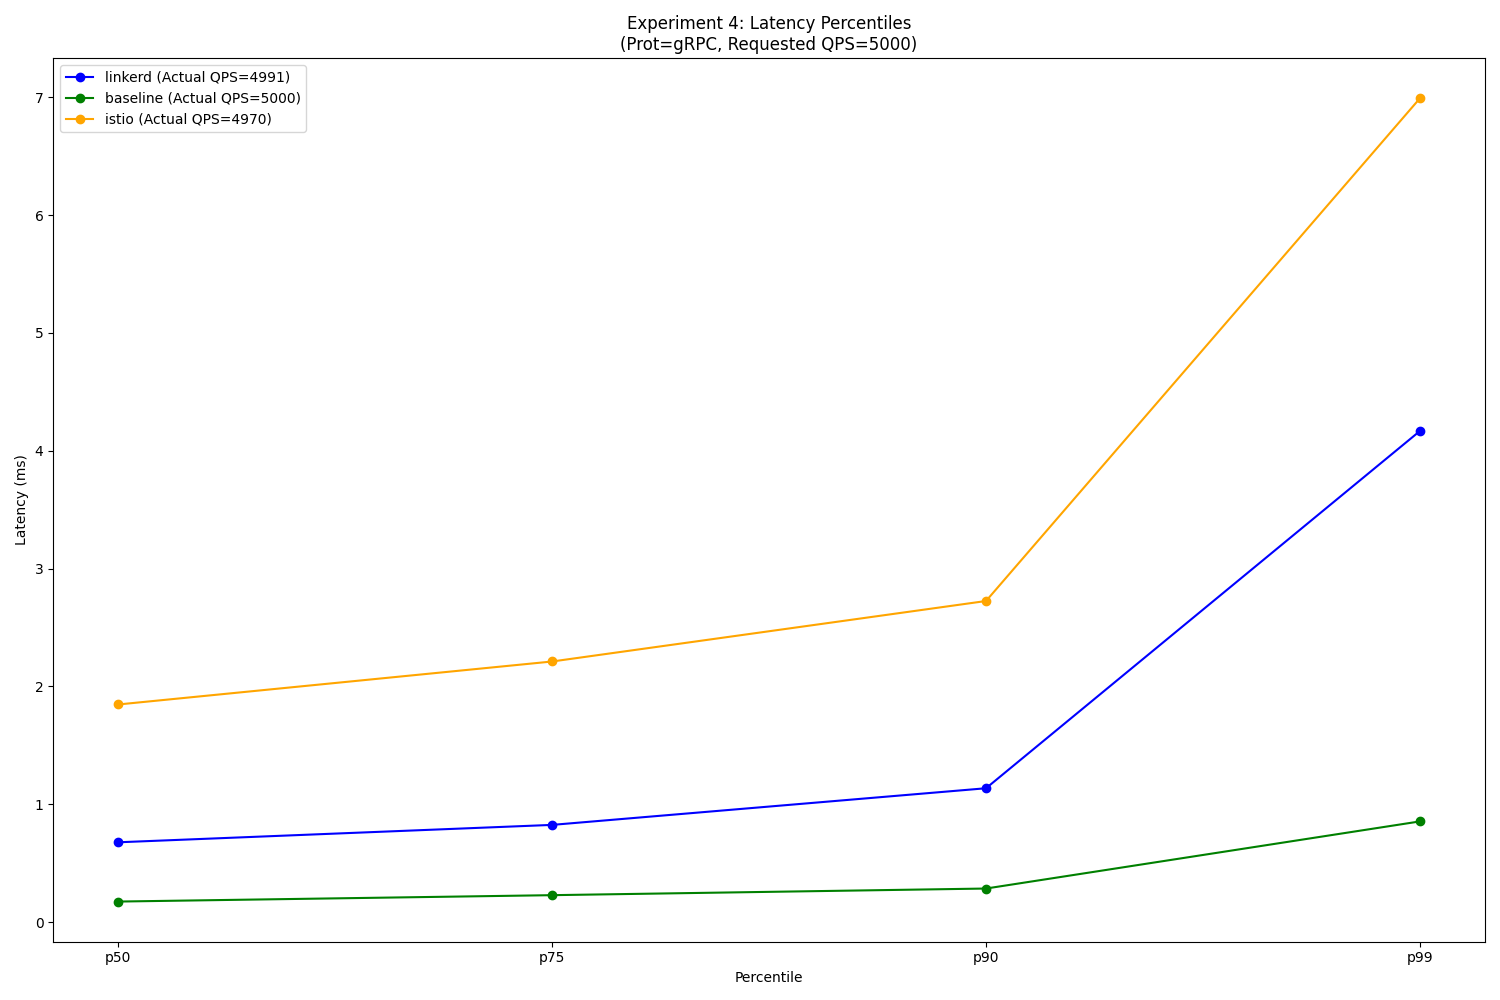 Experiment 4: Latency Percentiles
(Prot=gRPC, Requested QPS=5000)
linkerd (Actual QPS=4991)
baseline (Actual QPS=5000)
istio (Actual QPS=4970)
Latency (ms)
7
6
5
4
3
2
1
0
p50 p75 p90 p99
Percentile